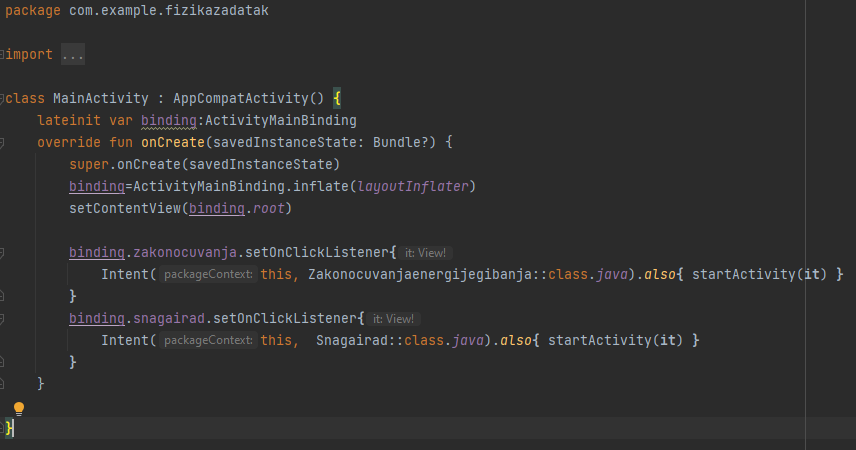 package com.example.fizikazadatak
import ...
class MainActivity : AppCompatActivity() {
    lateinit var binding:ActivityMainBinding
    override fun onCreate(savedInstanceState: Bundle?) {
        super.onCreate(savedInstanceState)
        binding=ActivityMainBinding.inflate(layoutInflater)
        setContentView(binding.root)
        binding.zakonocuvanja.setOnClickListener{ it: View!
            Intent( packageContext: this, Zakonocuvanjaenergijegibanja::class.java).also{ startActivity(it) }
        }
        binding.snagairad.setOnClickListener{ it: View!
            Intent( packageContext: this,  Snagairad::class.java).also{ startActivity(it) }
        }
    }
}